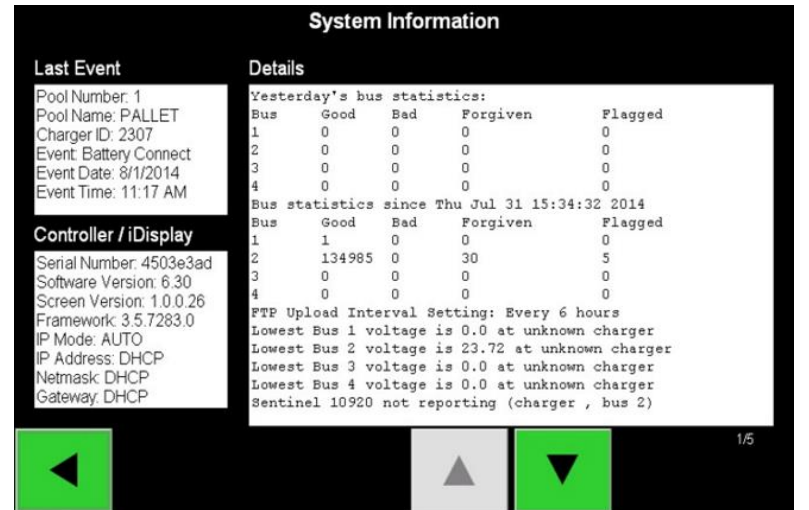 System Information
Last Event
Pool Number: 1
Pool Name: PALLET
Charger ID: 2307
Event: Battery Connect
Event Date: 8/1/2014
Event Time: 11:17 AM
Controller / iDisplay
Serial Number: 4503e3ad
Software Version: 6.30
Screen Version: 1.0.0.26
Framework: 3.5.7283.0
IP Mode: AUTO
IP Address: DHCP
Netmask: DHCP
Gateway: DHCP
Details
Yesterday's bus statistics:
Bus Good Bad Forgiven Flagged
1 0 0 0 0
2 0 0 0 0
3 0 0 0 0
4 0 0 0 0
Bus statistics since Thu Jul 31 15:34:32 2014
Bus Good Bad Forgiven Flagged
1 1 0 0 0
2 134985 0 30 5
3 0 0 0 0
4 0 0 0 0
FTP Upload Interval Setting: Every 6 hours
Lowest Bus 1 voltage is 0.0 at unknown charger
Lowest Bus 2 voltage is 23.72 at unknown charger
Lowest Bus 3 voltage is 0.0 at unknown charger
Lowest Bus 4 voltage is 0.0 at unknown charger
Sentinel 10920 not reporting (charger , bus 2)
1/5